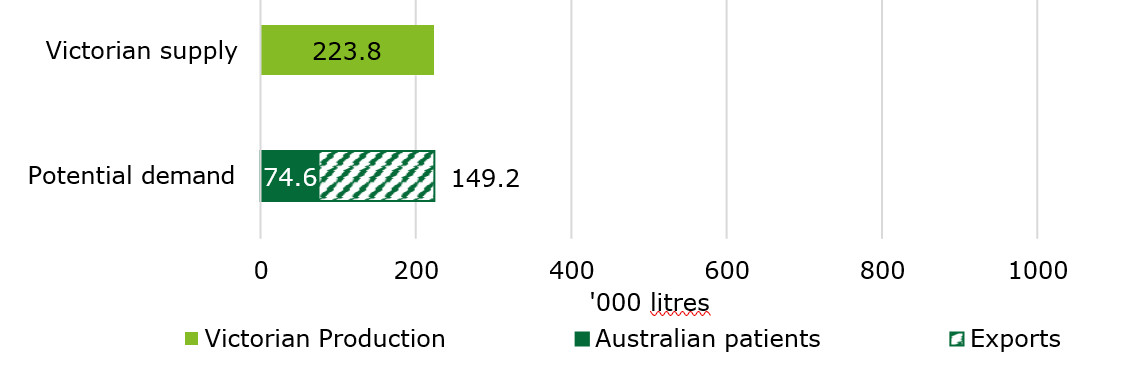 Victorian supply
223.8
Potential demand
74.6
149.2
0 200 400 600 800 1000
'000 litres
Victorian Production Australian patients Exports